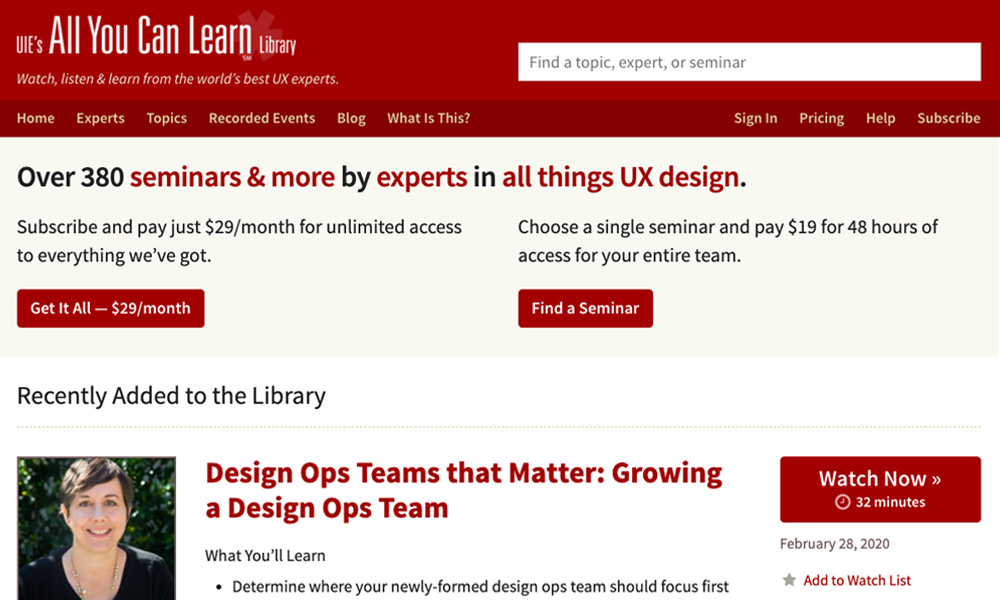 UIE's All You Can Learn Library
SM
Watch, listen & learn from the world's best UX experts.
Find a topic, expert, or seminar
Home Experts Topics Recorded Events Blog What Is This?
Sign In Pricing Help Subscribe
Over 380 seminars & more by experts in all things UX design.
Subscribe and pay just $29/month for unlimited access
to everything we've got.
Get It All — $29/month
Choose a single seminar and pay $19 for 48 hours of
access for your entire team.
Find a Seminar
Recently Added to the Library
Design Ops Teams that Matter: Growing
a Design Ops Team
What You'll Learn
• Determine where your newly-formed design ops team should focus first
Watch Now »
32 minutes
February 28, 2020
Add to Watch List